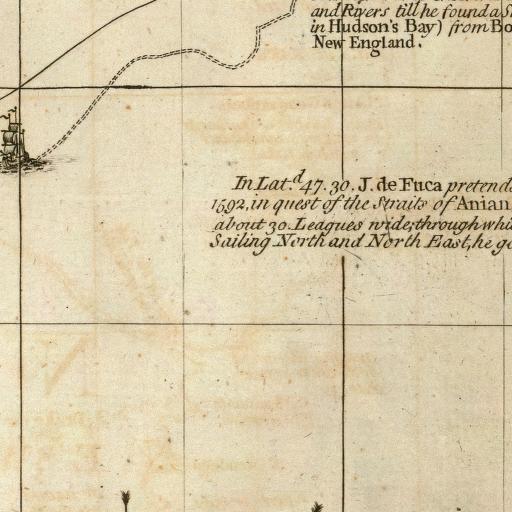 and Rivers till he found a S
in Hudson's Bay) from Bo
New England.
In Lat.d 47. 30. J. de Fuca pretends
1592, in quest of the Straits of Anian
about 30. Leagues wide; through whi
Sailing North and North East, he go